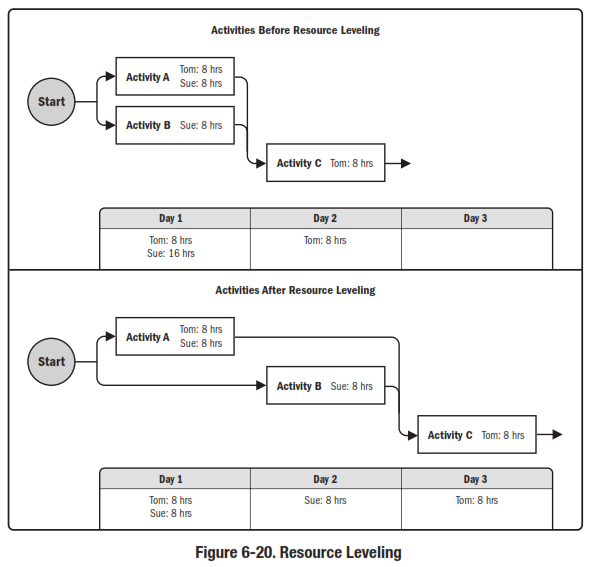 Activities Before Resource Leveling
Start
Activity A
Tom: 8 hrs
Sue: 8 hrs
Activity B Sue: 8 hrs
Activity C Tom: 8 hrs
Day 1 Day 2 Day 3
Tom: 8 hrs Tom: 8 hrs
Sue: 16 hrs
Activities After Resource Leveling
Start
Activity A
Tom: 8 hrs
Sue: 8 hrs
Activity B Sue: 8 hrs
Activity C Tom: 8 hrs
Day 1 Day 2 Day 3
Tom: 8 hrs Sue: 8 hrs Tom: 8 hrs
Sue: 8 hrs
Figure 6-20. Resource Leveling